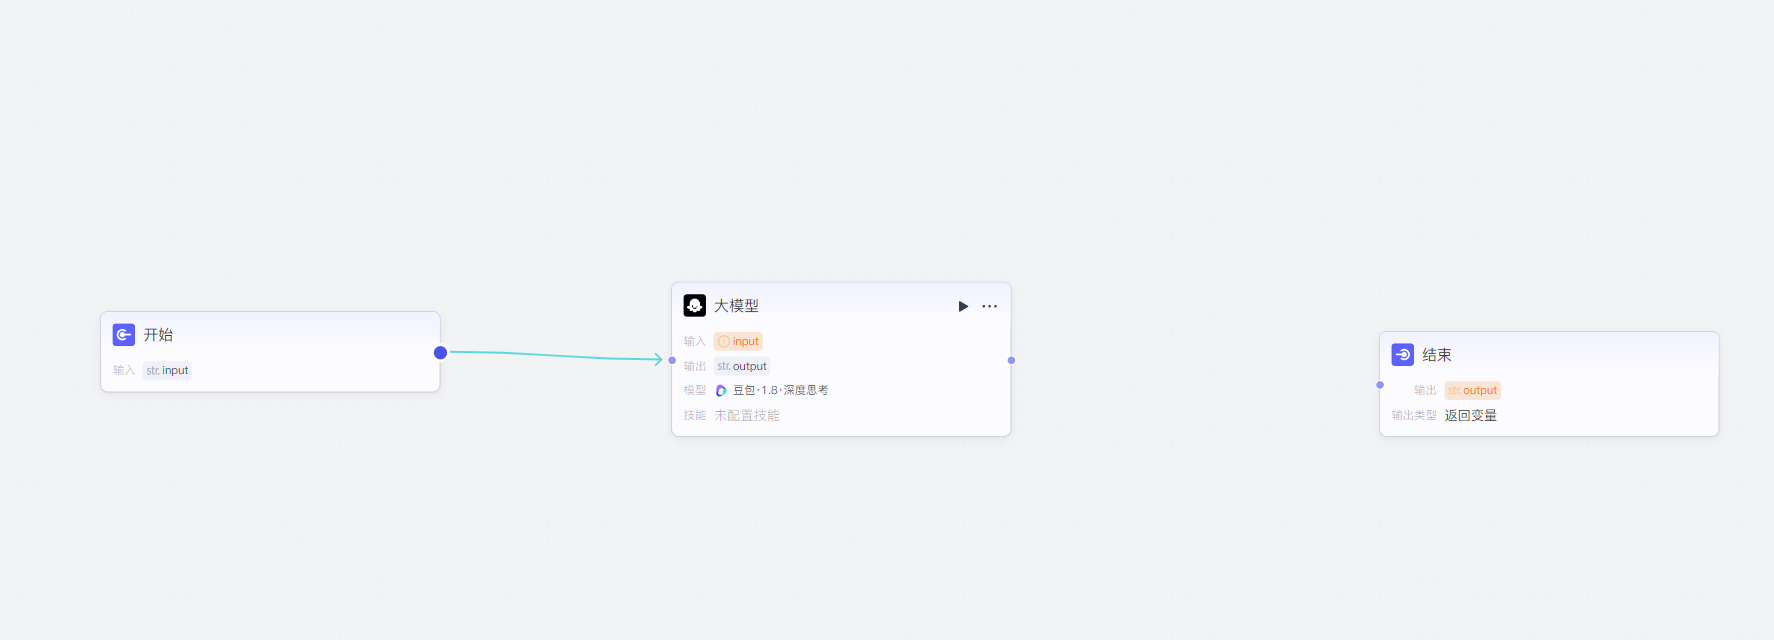 开始
输入 str. input
大模型
输入 input
输出 str. output
模型 豆包·1.8·深度思考
技能 未配置技能
结束
输出 str. output
输出类型 返回变量